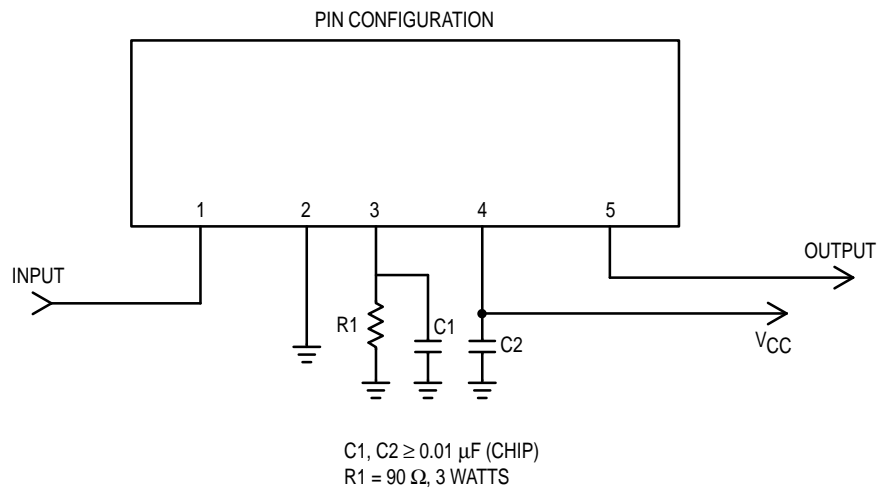 PIN CONFIGURATION
1 2 3 4 5
INPUT
OUTPUT
R1
C1
C2
VCC
C1, C2 ≥ 0.01 μF (CHIP)
R1 = 90 Ω, 3 WATTS